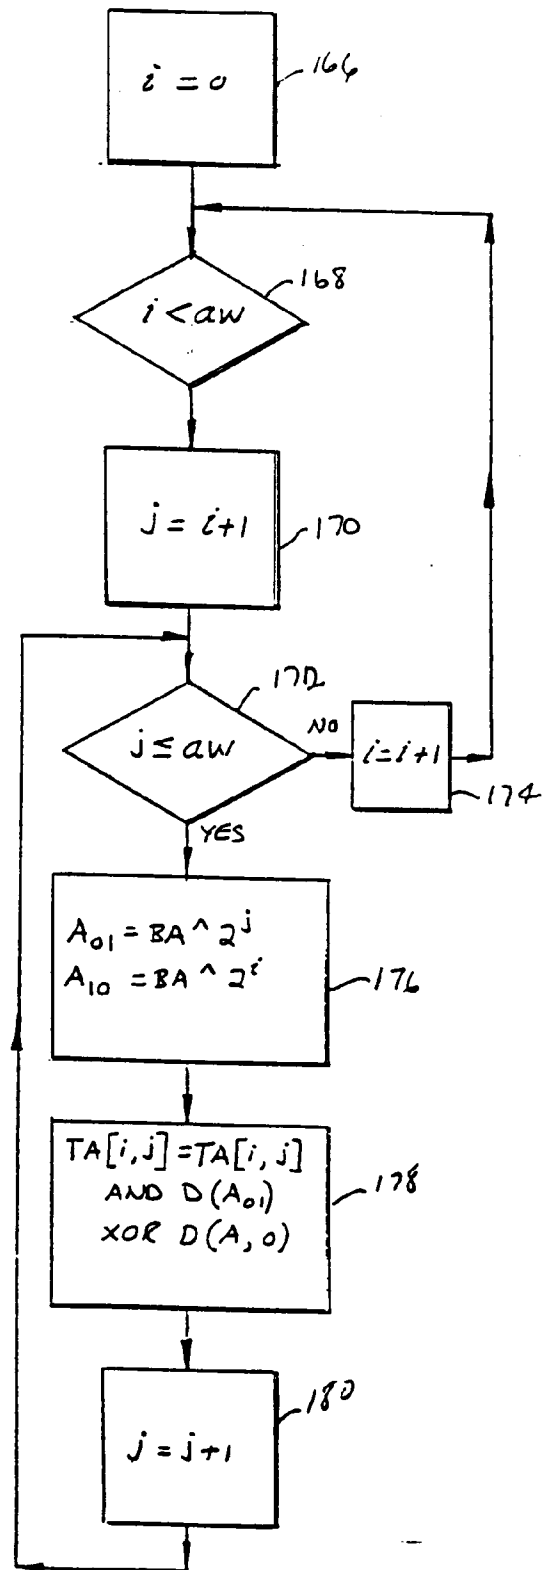 i = 0
166
168
i < aw
j = i+1
170
172
j ≤ aw
NO
i=i+1
174
YES
A01 = BA ^ 2^j
A10 = BA ^ 2^i
176
TA[i, j] = TA[i, j]
AND D(A01)
XOR D(A, 0)
178
180
j = j+1